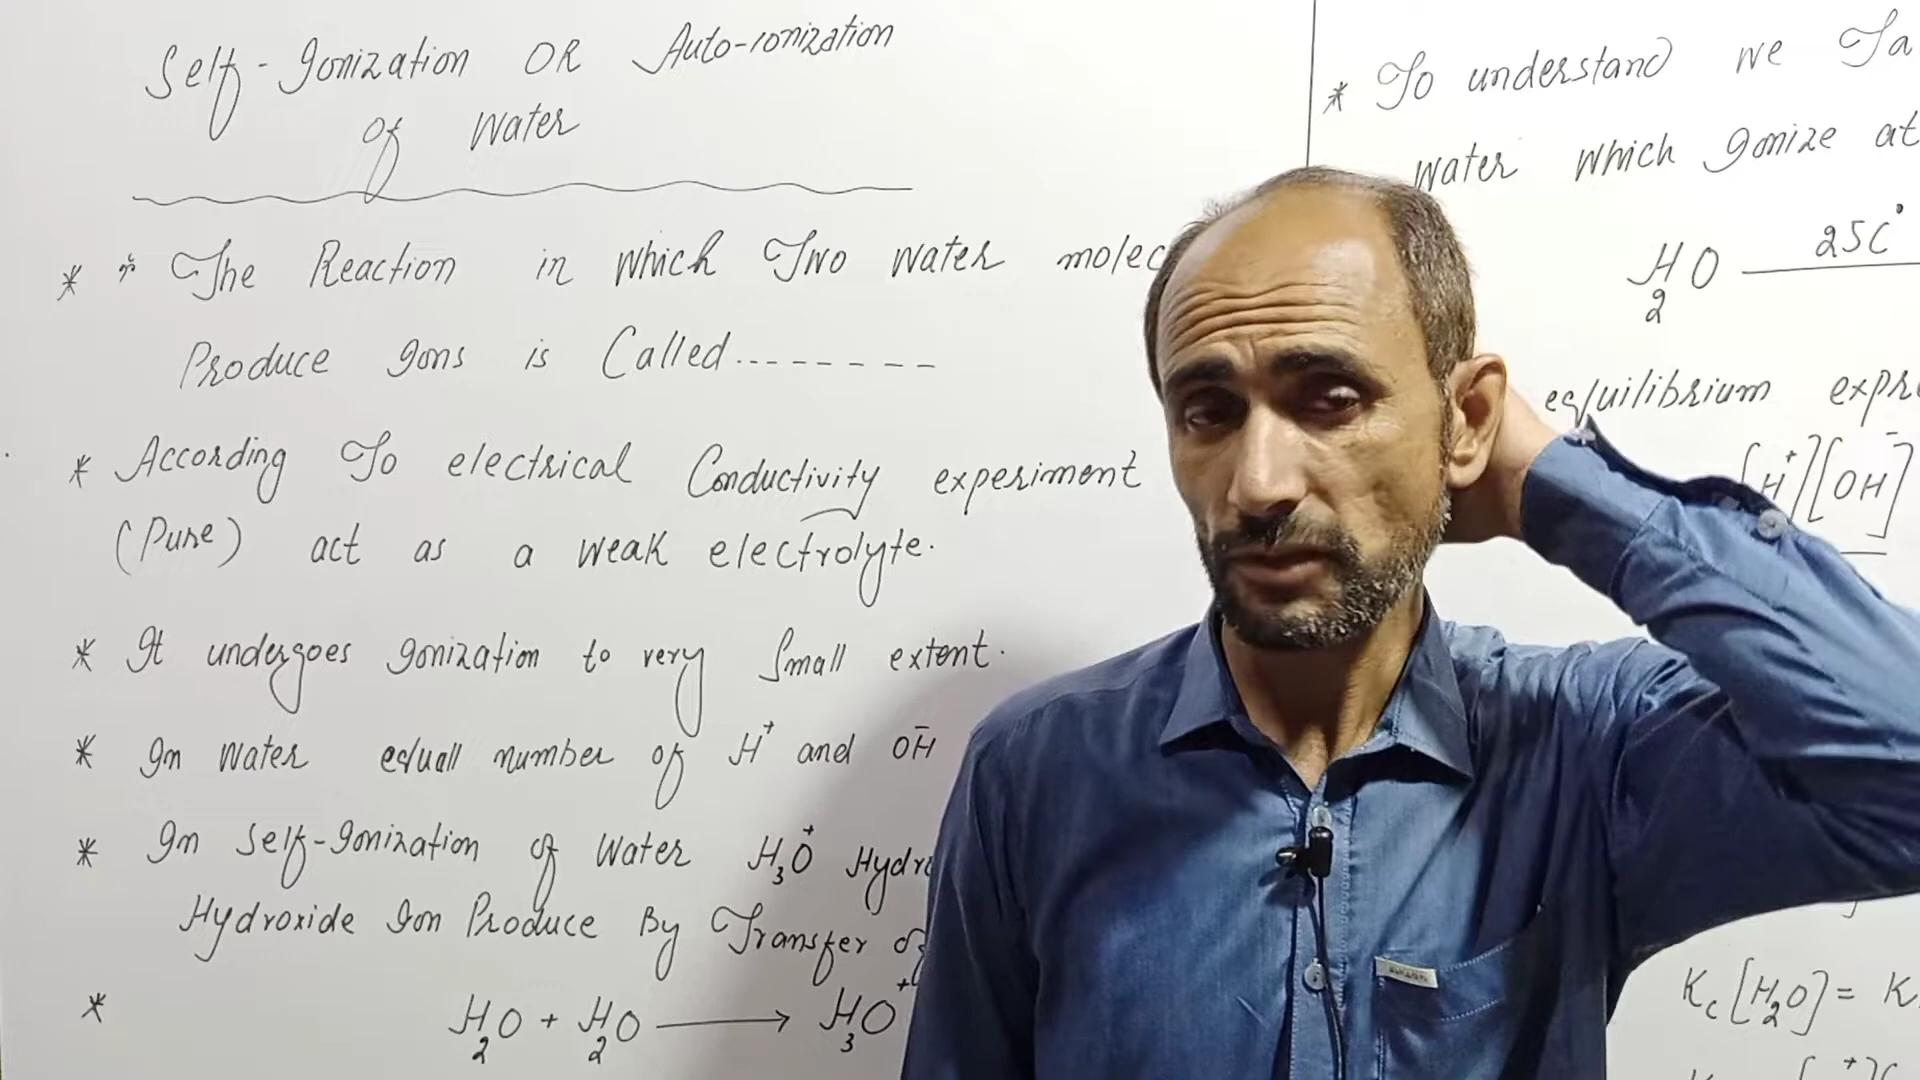 Self-Ionization OR Auto-ionization
of Water
* * The Reaction in which Two water molec
Produce Ions is Called--------
* According To electrical Conductivity experiment
(Pure) act as a weak electrolyte.
* It undergoes Ionization to very Small extent.
* In water equall number of H⁺ and OH⁻
* In Self-Ionization of Water H₃O⁺ Hydr
Hydroxide Ion Produce By Transfer of
* H₂O + H₂O ⟶ H₃O⁺
* To understand we Ta
water which Ionize at
H₂O 25C°
equilibrium expre
[H⁺][OH⁻]
Kc[H₂O] = K